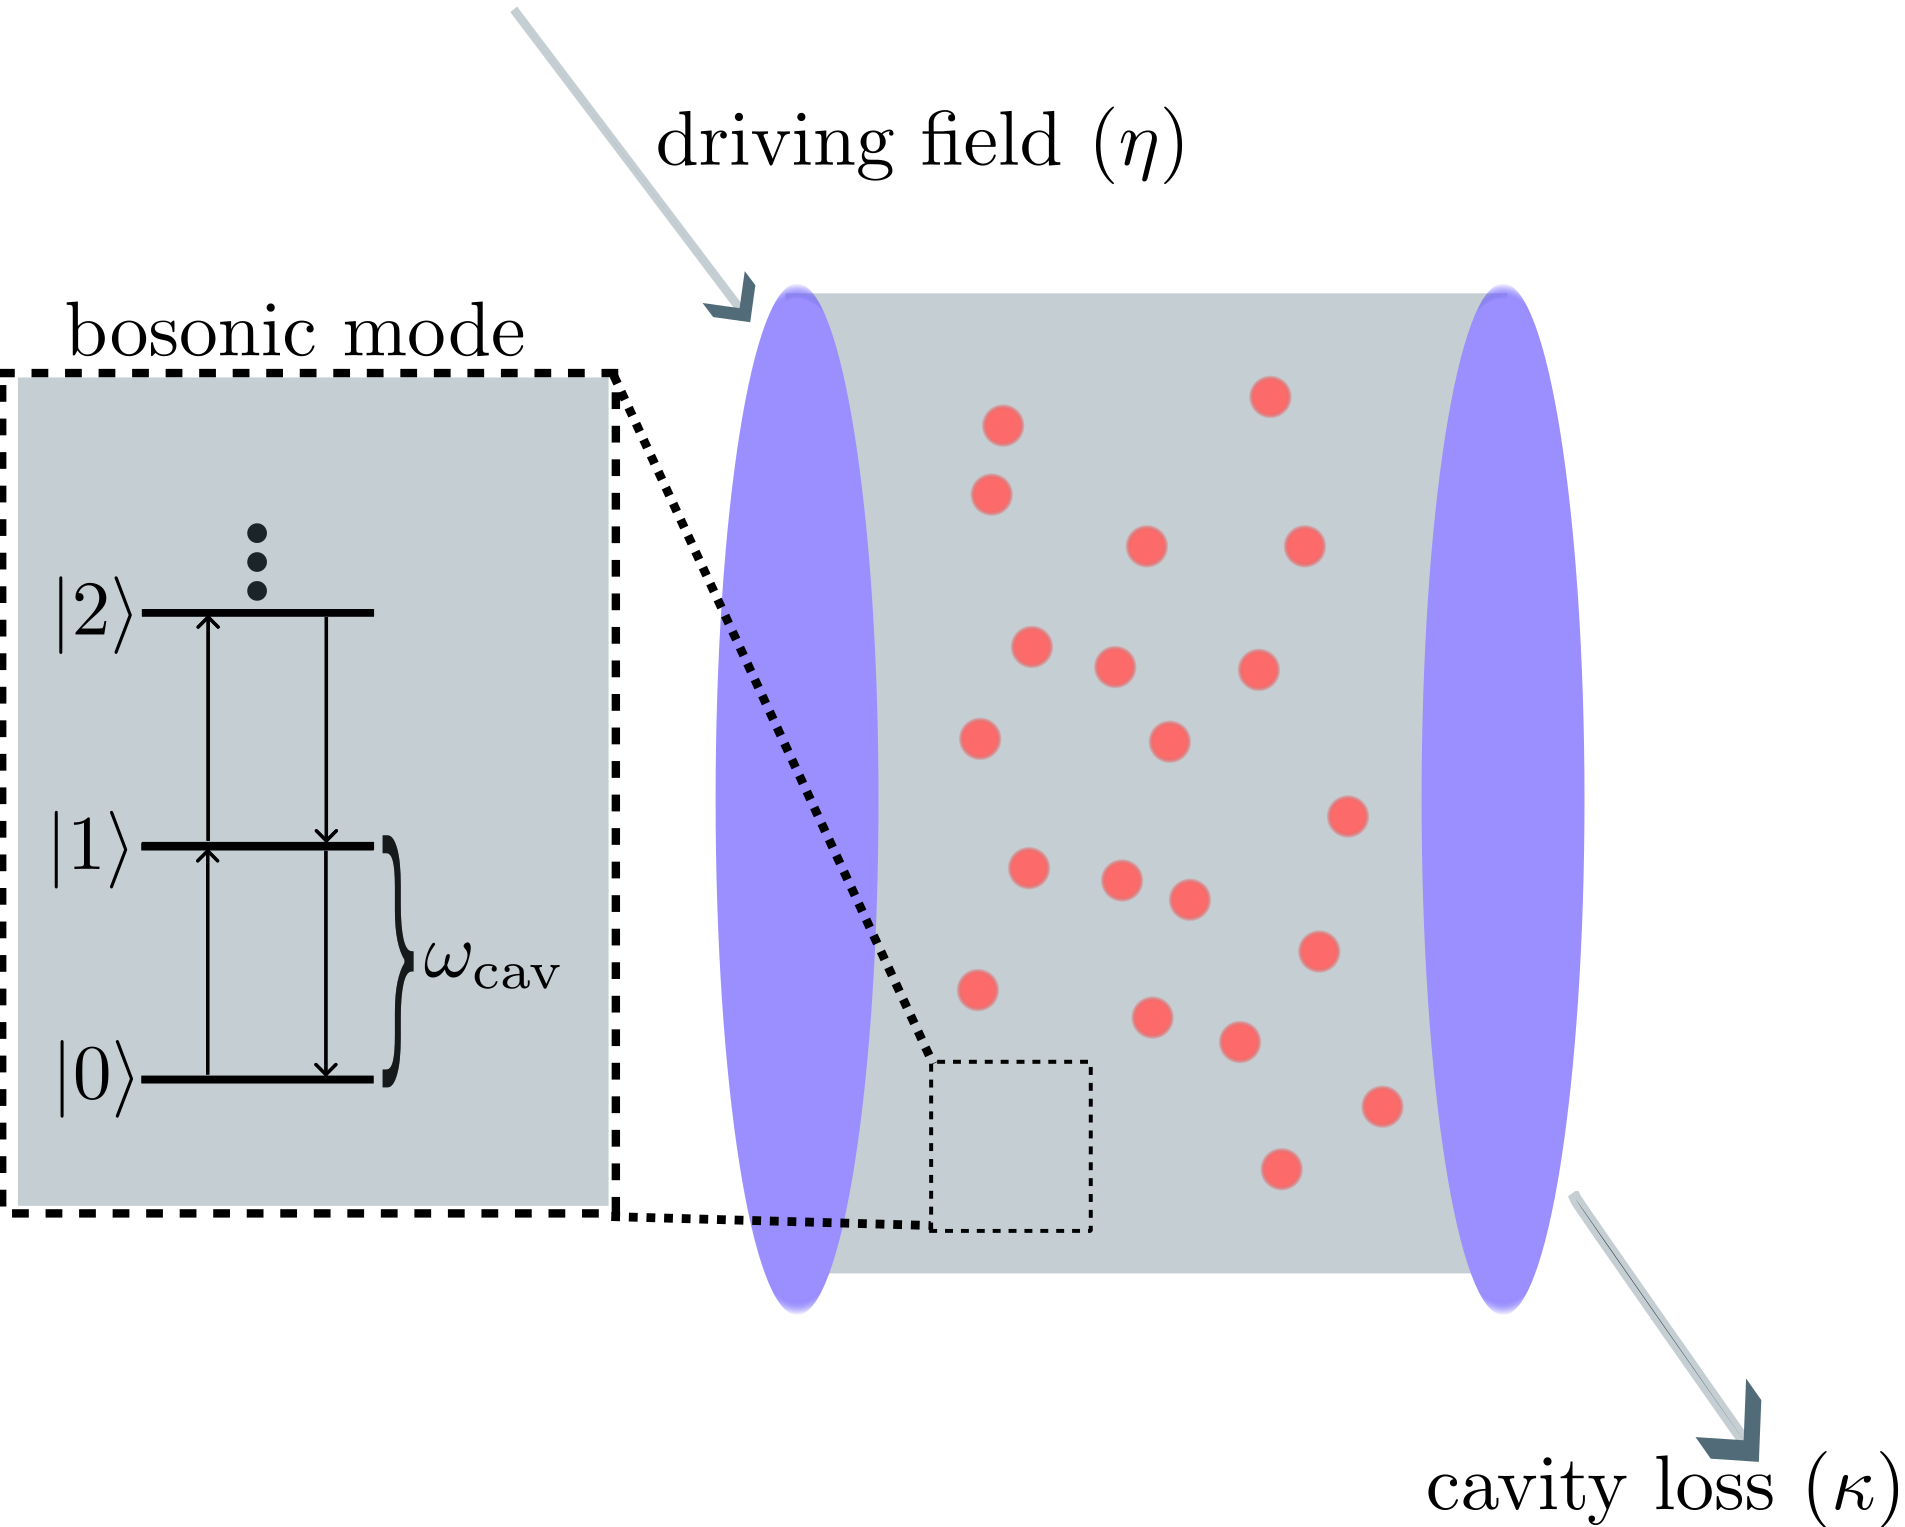 driving field (η)
bosonic mode
|2⟩
|1⟩
ω_cav
|0⟩
cavity loss (κ)